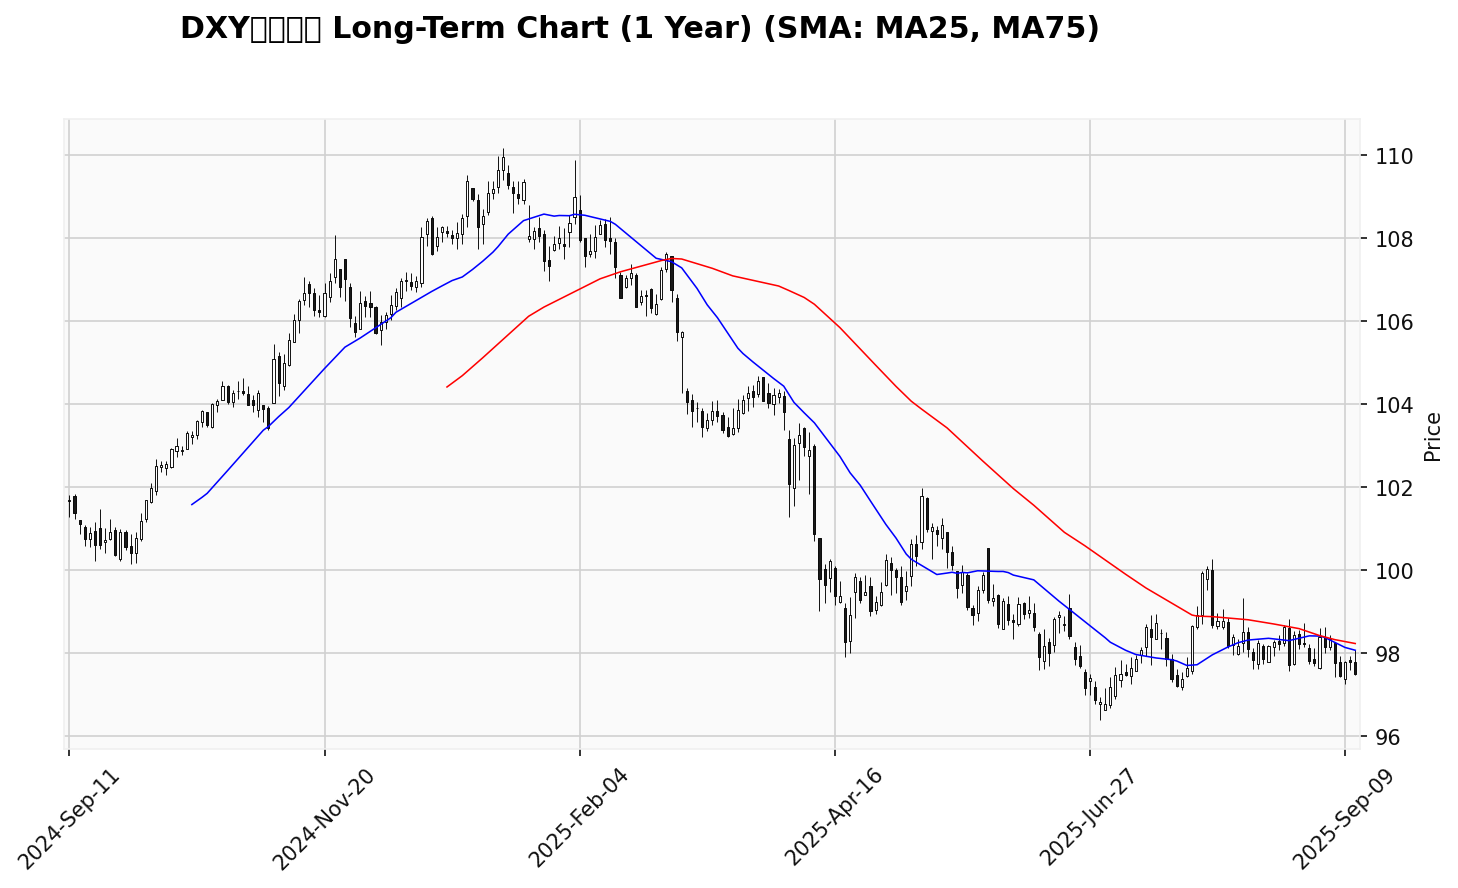 DXY□□□□ Long-Term Chart (1 Year) (SMA: MA25, MA75)
110
108
106
104
102
100
98
96
Price
2024-Sep-11
2024-Nov-20
2025-Feb-04
2025-Apr-16
2025-Jun-27
2025-Sep-09